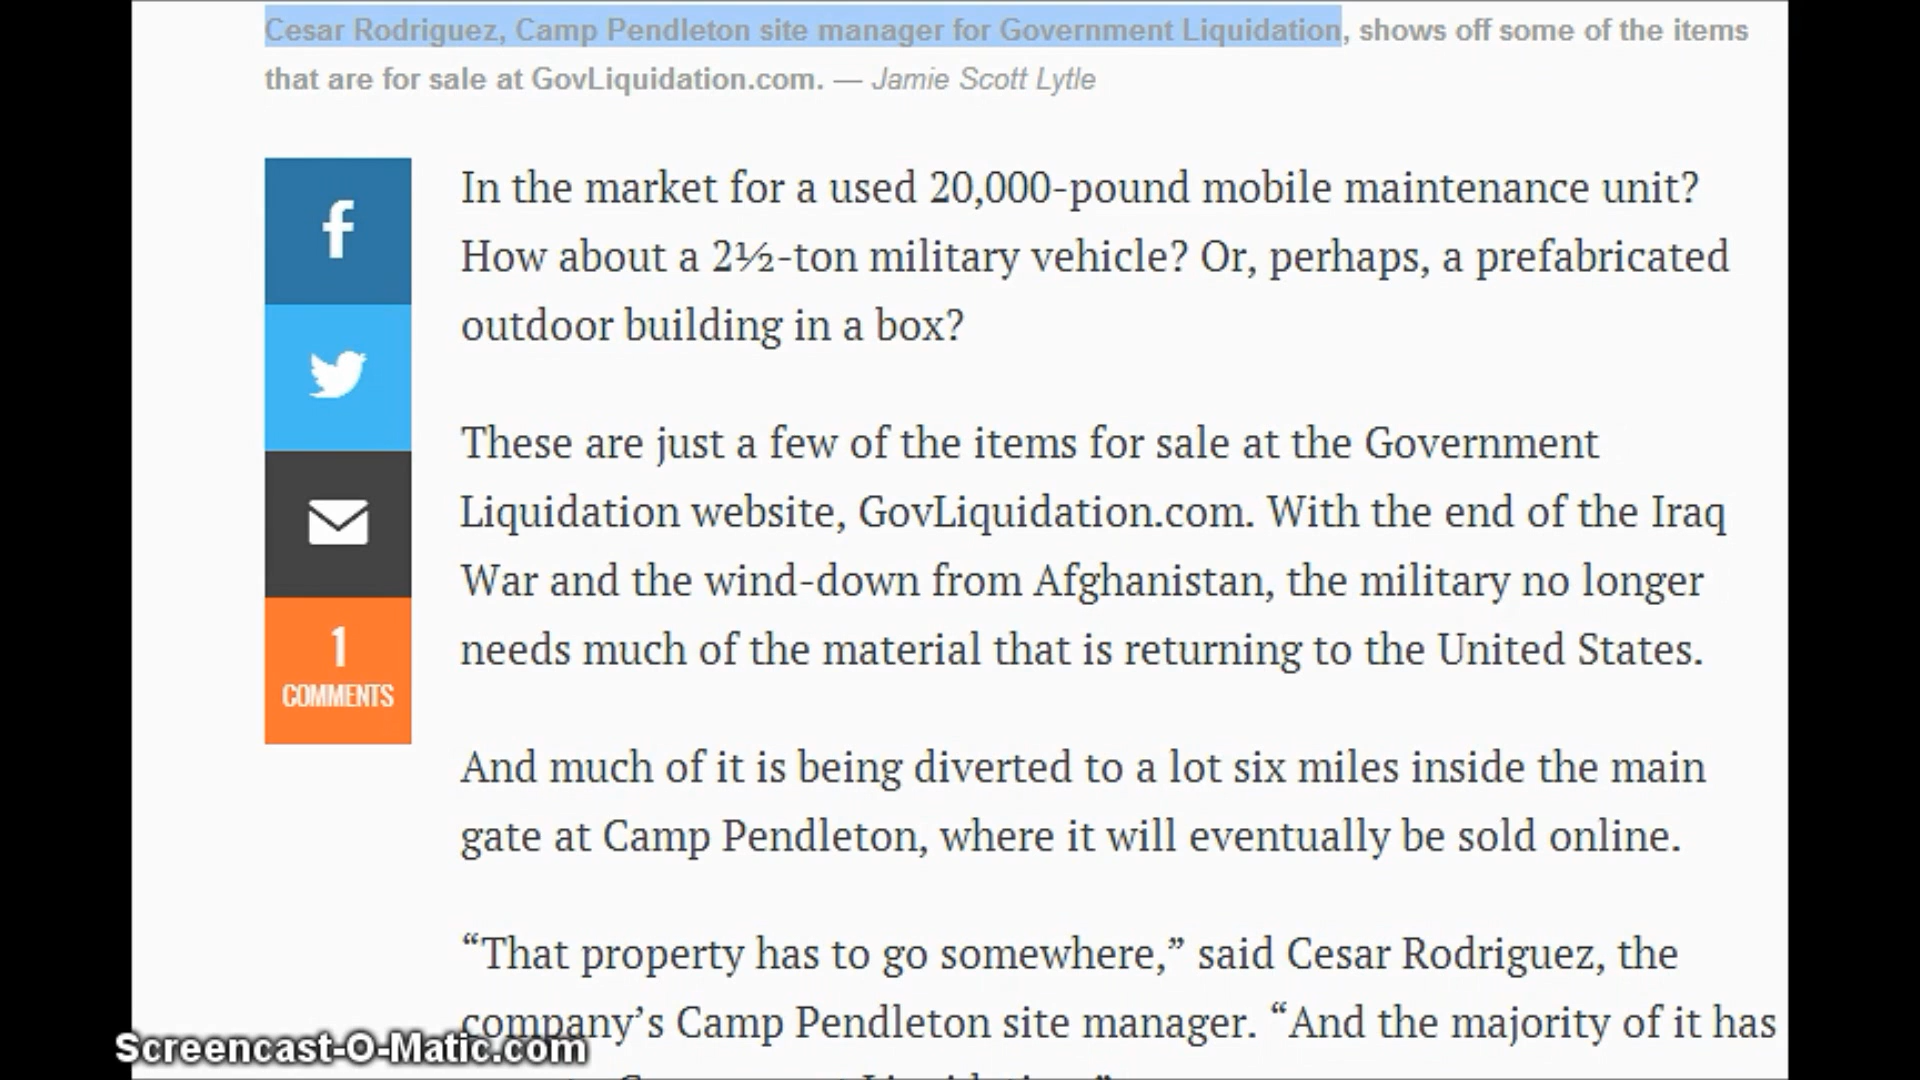 Cesar Rodriguez, Camp Pendleton site manager for Government Liquidation, shows off some of the items
that are for sale at GovLiquidation.com. — Jamie Scott Lytle
f
1
COMMENTS
In the market for a used 20,000-pound mobile maintenance unit?
How about a 2½-ton military vehicle? Or, perhaps, a prefabricated
outdoor building in a box?
These are just a few of the items for sale at the Government
Liquidation website, GovLiquidation.com. With the end of the Iraq
War and the wind-down from Afghanistan, the military no longer
needs much of the material that is returning to the United States.
And much of it is being diverted to a lot six miles inside the main
gate at Camp Pendleton, where it will eventually be sold online.
“That property has to go somewhere,” said Cesar Rodriguez, the
company’s Camp Pendleton site manager. “And the majority of it has
Screencast-O-Matic.com